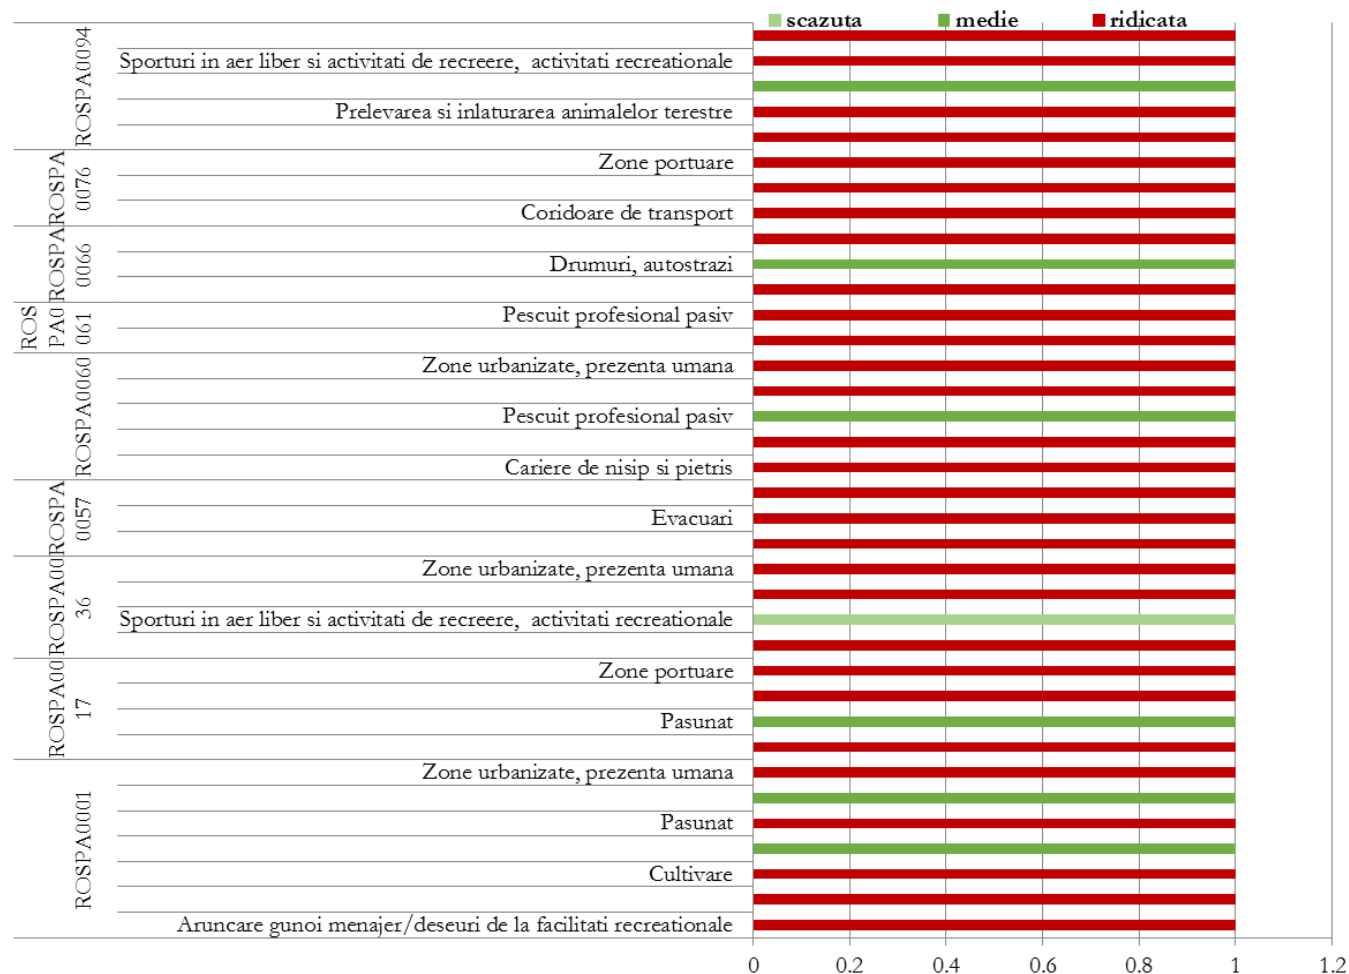 scazuta medie ridicata
ROSPA0094
Sporturi in aer liber si activitati de recreere, activitati recreationale
Prelevarea si inlaturarea animalelor terestre
ROSPA
0076
Zone portuare
Coridoare de transport
ROSPA
0066
Drumuri, autostrazi
ROS
PA0
061
Pescuit profesional pasiv
ROSPA0060
Zone urbanizate, prezenta umana
Pescuit profesional pasiv
Cariere de nisip si pietris
ROSPA
0057
Evacuari
ROSPA00
36
Zone urbanizate, prezenta umana
Sporturi in aer liber si activitati de recreere, activitati recreationale
ROSPA00
17
Zone portuare
Pasunat
ROSPA0001
Zone urbanizate, prezenta umana
Pasunat
Cultivare
Aruncare gunoi menajer/deseuri de la facilitati recreationale
0 0.2 0.4 0.6 0.8 1 1.2